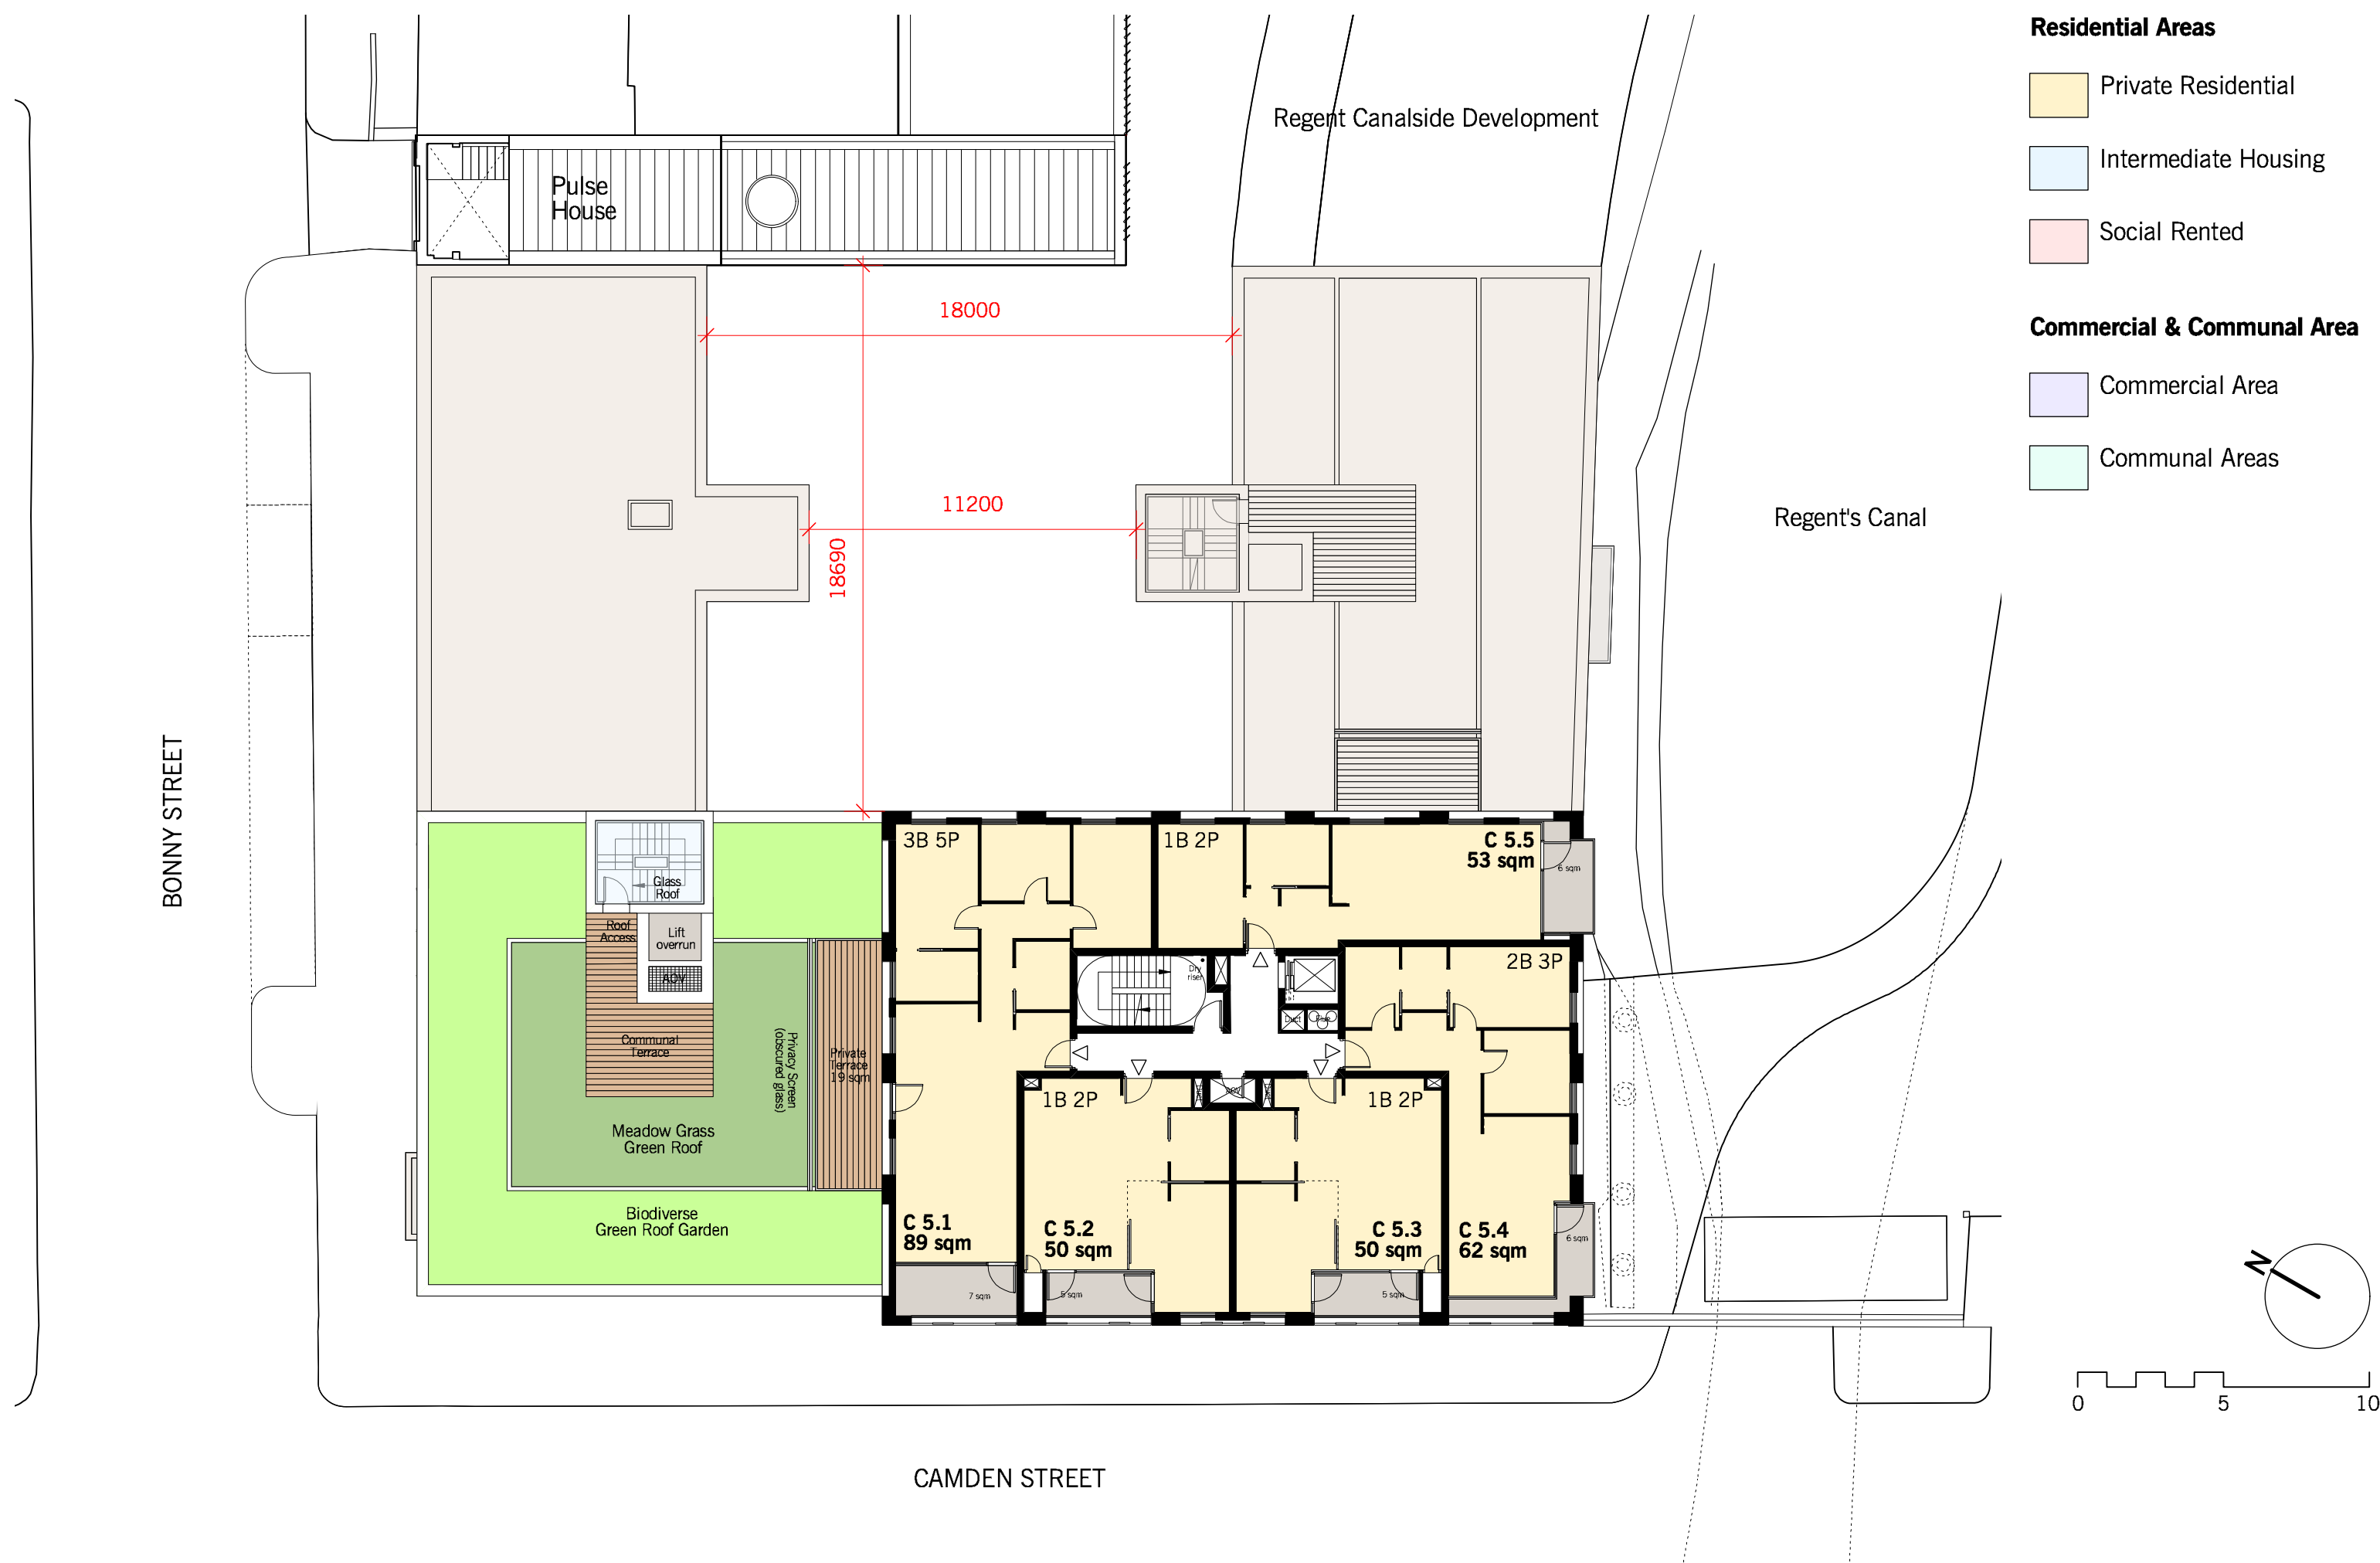 Residential Areas
Private Residential
Intermediate Housing
Social Rented
Commercial & Communal Area
Commercial Area
Communal Areas
Regent Canalside Development
Pulse
House
18000
11200
18690
Regent's Canal
BONNY STREET
3B 5P
1B 2P
C 5.5
53 sqm
6 sqm
Glass
Roof
Roof
Access
Lift
overrun
AOV
Dry
riser
2B 3P
Duct
Communal
Terrace
Privacy Screen
(obscured glass)
Private
Terrace
19 sqm
1B 2P
1B 2P
Meadow Grass
Green Roof
Biodiverse
Green Roof Garden
C 5.1
89 sqm
C 5.2
50 sqm
C 5.3
50 sqm
C 5.4
62 sqm
6 sqm
7 sqm
5 sqm
5 sqm
N
0 5 10
CAMDEN STREET